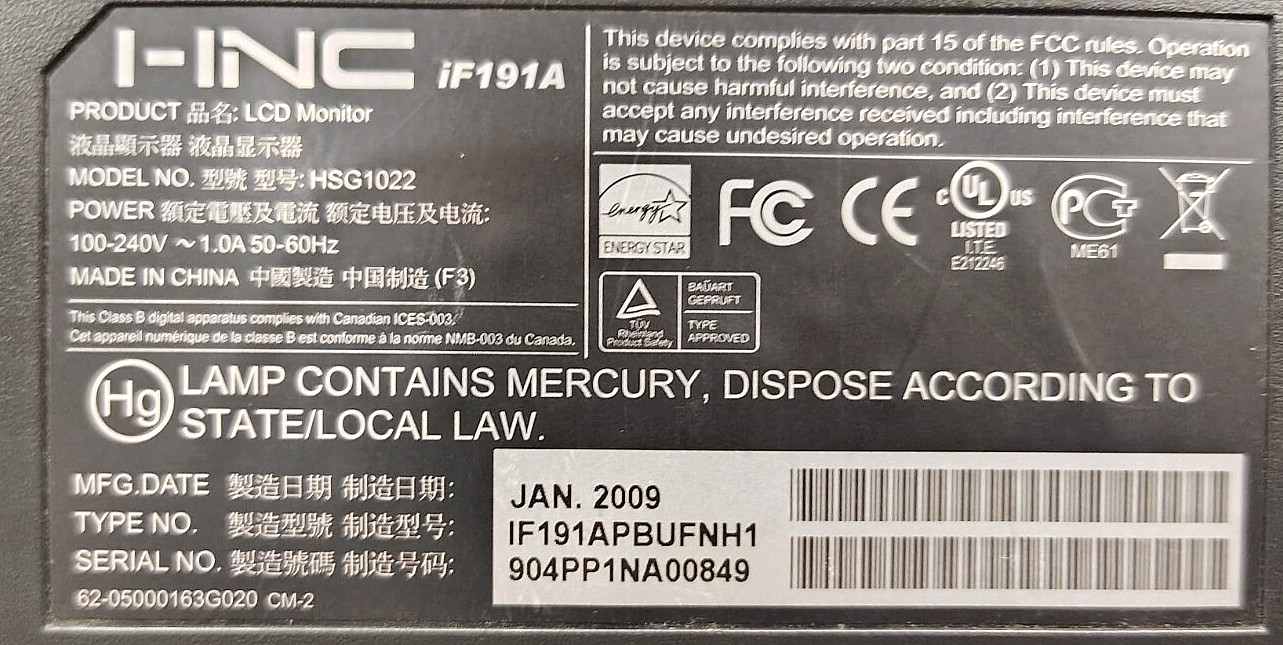 I-INC iF191A
PRODUCT 品名: LCD Monitor
液晶顯示器 液晶显示器
MODEL NO. 型號 型号: HSG1022
POWER 額定電壓及電流 额定电压及电流:
100-240V ～ 1.0A 50-60Hz
MADE IN CHINA 中國製造 中国制造 (F3)
This Class B digital apparatus complies with Canadian ICES-003.
Cet appareil numérique de la classe B est conforme à la norme NMB-003 du Canada.
This device complies with part 15 of the FCC rules. Operation
is subject to the following two condition: (1) This device may
not cause harmful interference, and (2) This device must
accept any interference received including interference that
may cause undesired operation.
energy
ENERGY STAR
FC
CE
c UL US
LISTED
I.T.E.
E212246
PCT
ME61
TÜV
Rheinland
Product Safety
BAUART
GEPRUFT
TYPE
APPROVED
Hg LAMP CONTAINS MERCURY, DISPOSE ACCORDING TO
STATE/LOCAL LAW.
MFG.DATE 製造日期 制造日期: JAN. 2009
TYPE NO. 製造型號 制造型号: IF191APBUFNH1
SERIAL NO. 製造號碼 制造号码: 904PP1NA00849
62-05000163G020 CM-2